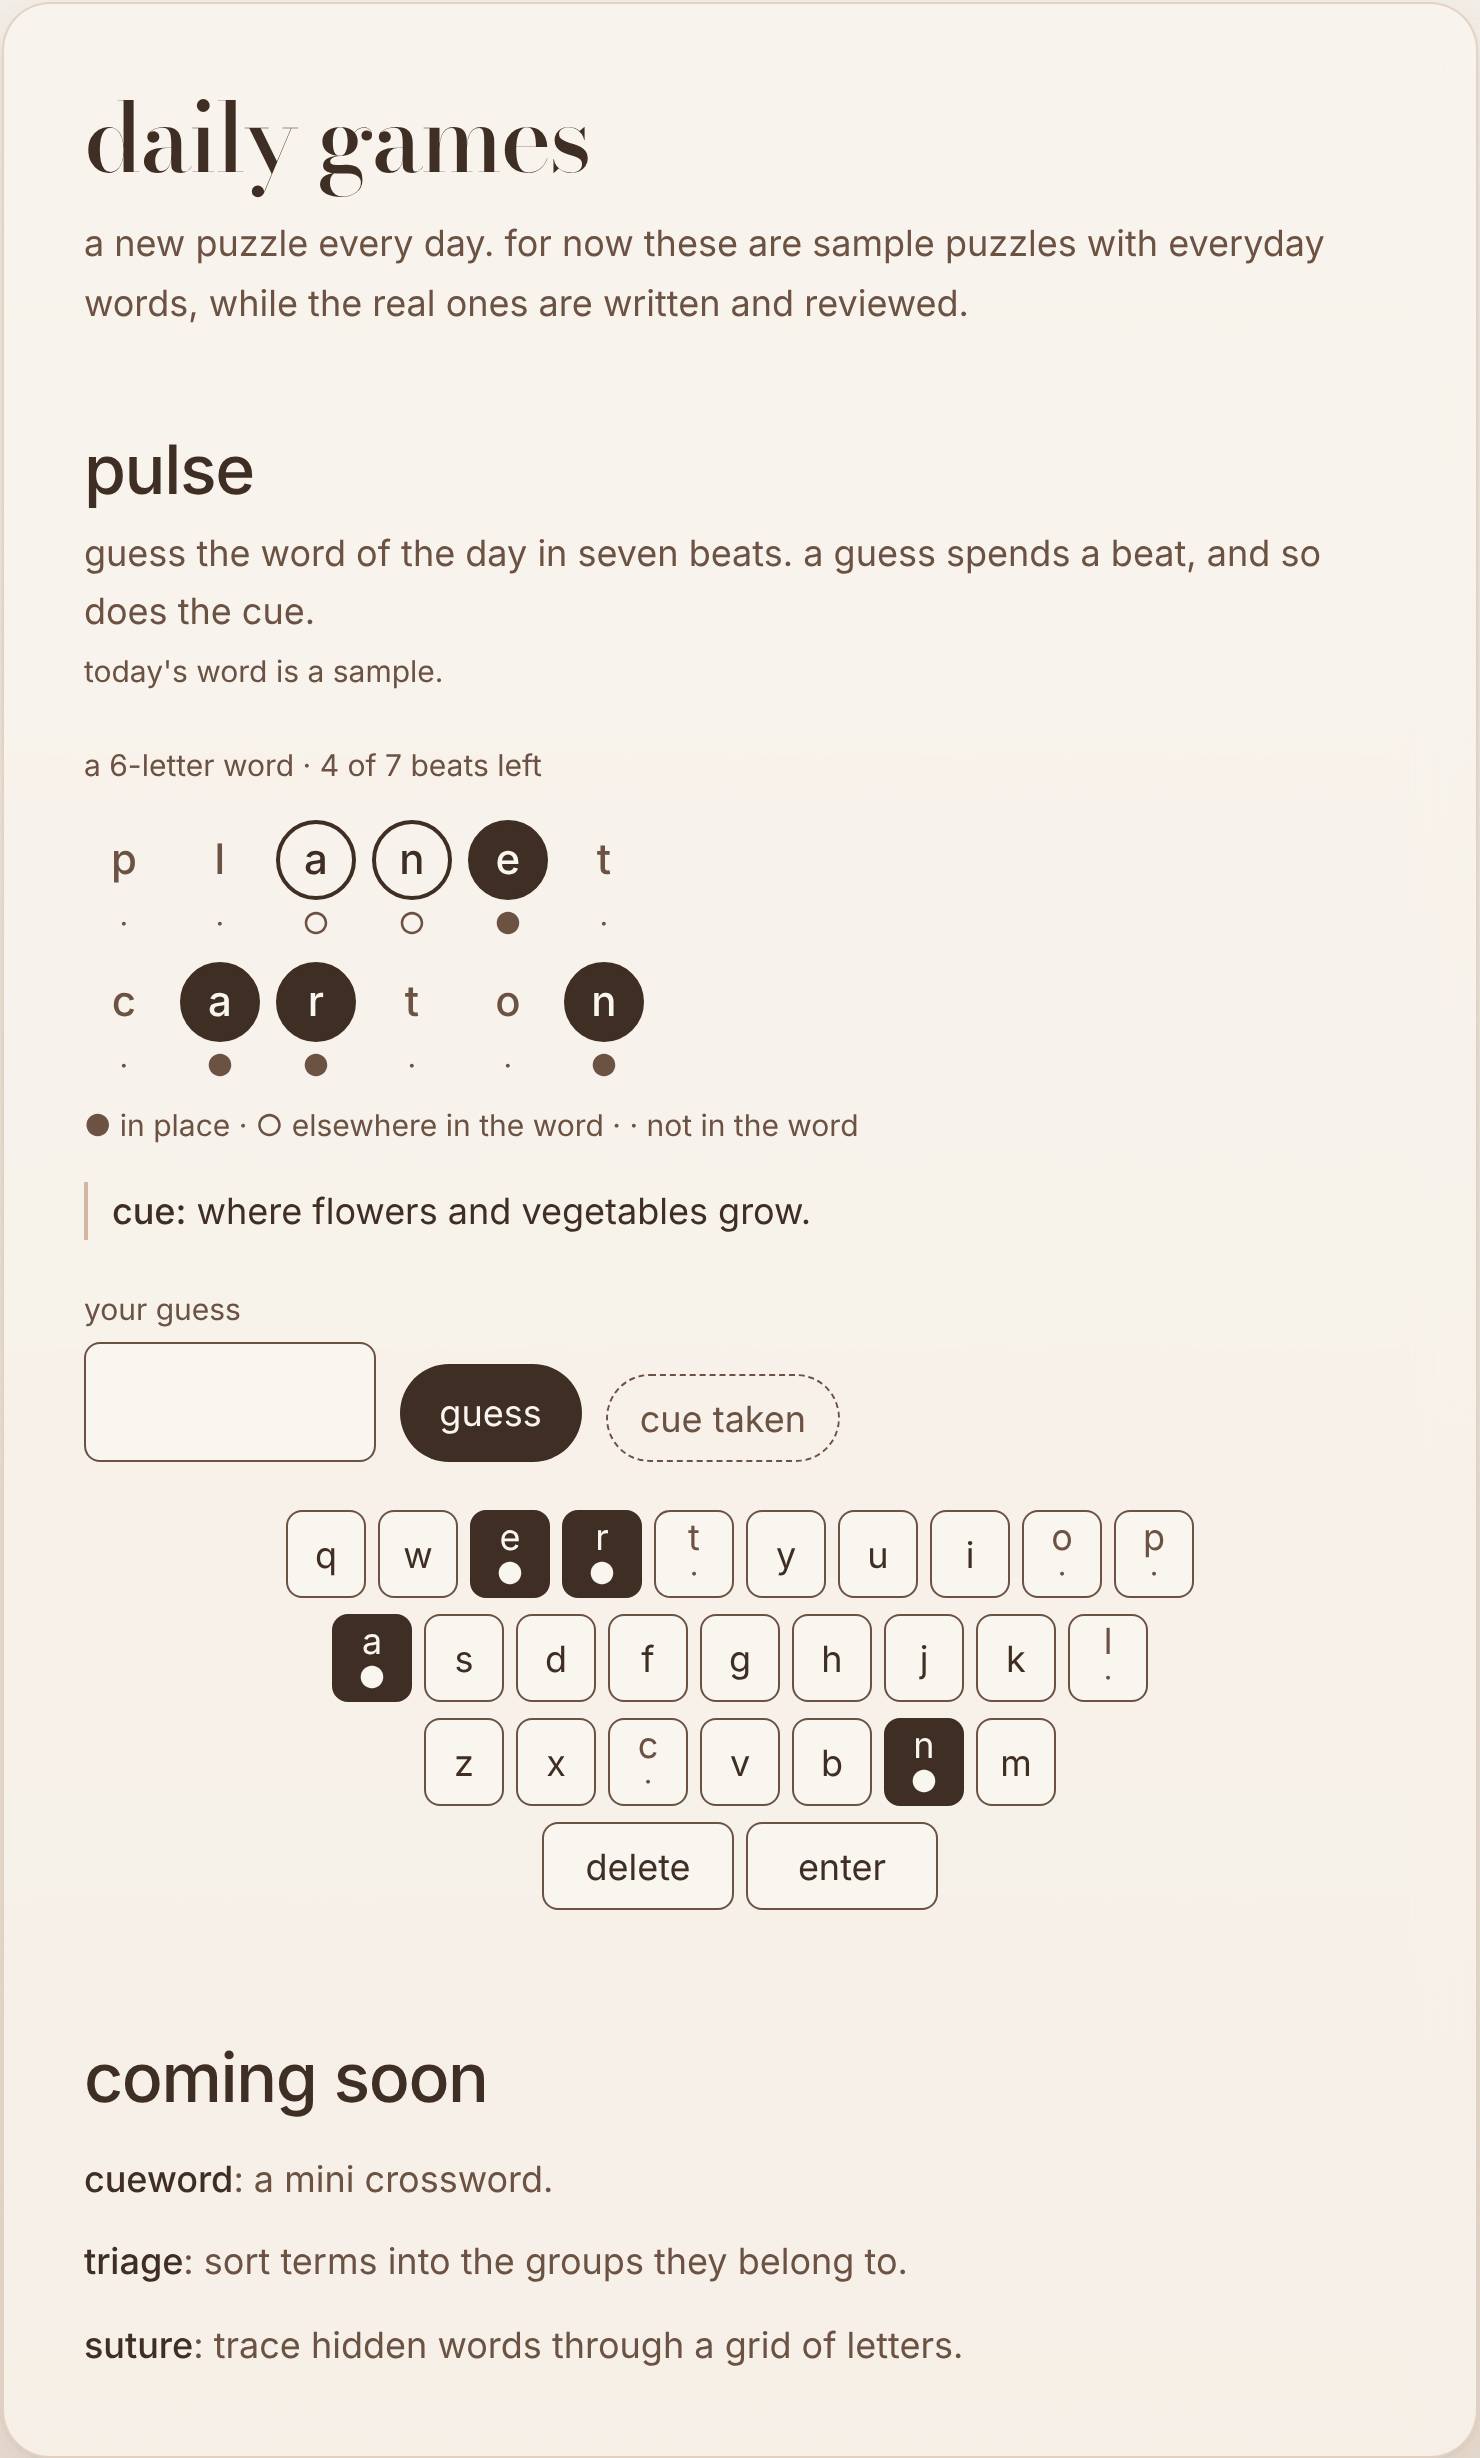 daily games
a new puzzle every day. for now these are sample puzzles with everyday
words, while the real ones are written and reviewed.
pulse
guess the word of the day in seven beats. a guess spends a beat, and so
does the cue.
today's word is a sample.
a 6-letter word · 4 of 7 beats left
p l a n e t
· · ○ ○ ● ·
c a r t o n
· ● ● · · ●
● in place · ○ elsewhere in the word · · not in the word
cue: where flowers and vegetables grow.
your guess
guess cue taken
q w e r t y u i o p
● ● · · ·
a s d f g h j k l
● ·
z x c v b n m
· ●
delete enter
coming soon
cueword: a mini crossword.
triage: sort terms into the groups they belong to.
suture: trace hidden words through a grid of letters.